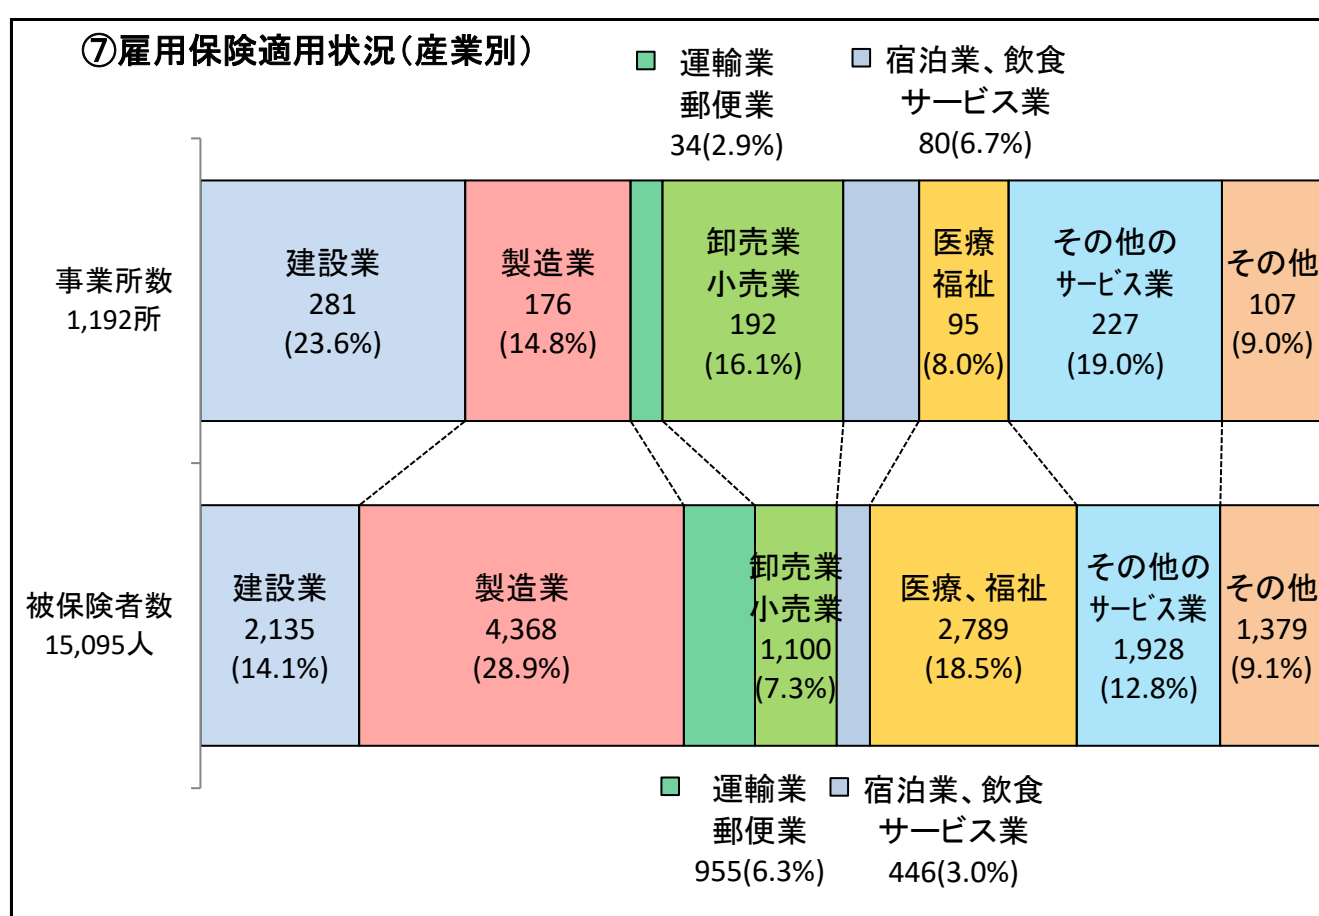 ⑦雇用保険適用状況(産業別)
運輸業
郵便業
34(2.9%)
宿泊業、飲食
サービス業
80(6.7%)
事業所数
1,192所
建設業
281
(23.6%)
製造業
176
(14.8%)
卸売業
小売業
192
(16.1%)
医療
福祉
95
(8.0%)
その他の
サービス業
227
(19.0%)
その他
107
(9.0%)
被保険者数
15,095人
建設業
2,135
(14.1%)
製造業
4,368
(28.9%)
卸売業
小売業
1,100
(7.3%)
医療、福祉
2,789
(18.5%)
その他の
サービス業
1,928
(12.8%)
その他
1,379
(9.1%)
運輸業
郵便業
955(6.3%)
宿泊業、飲食
サービス業
446(3.0%)